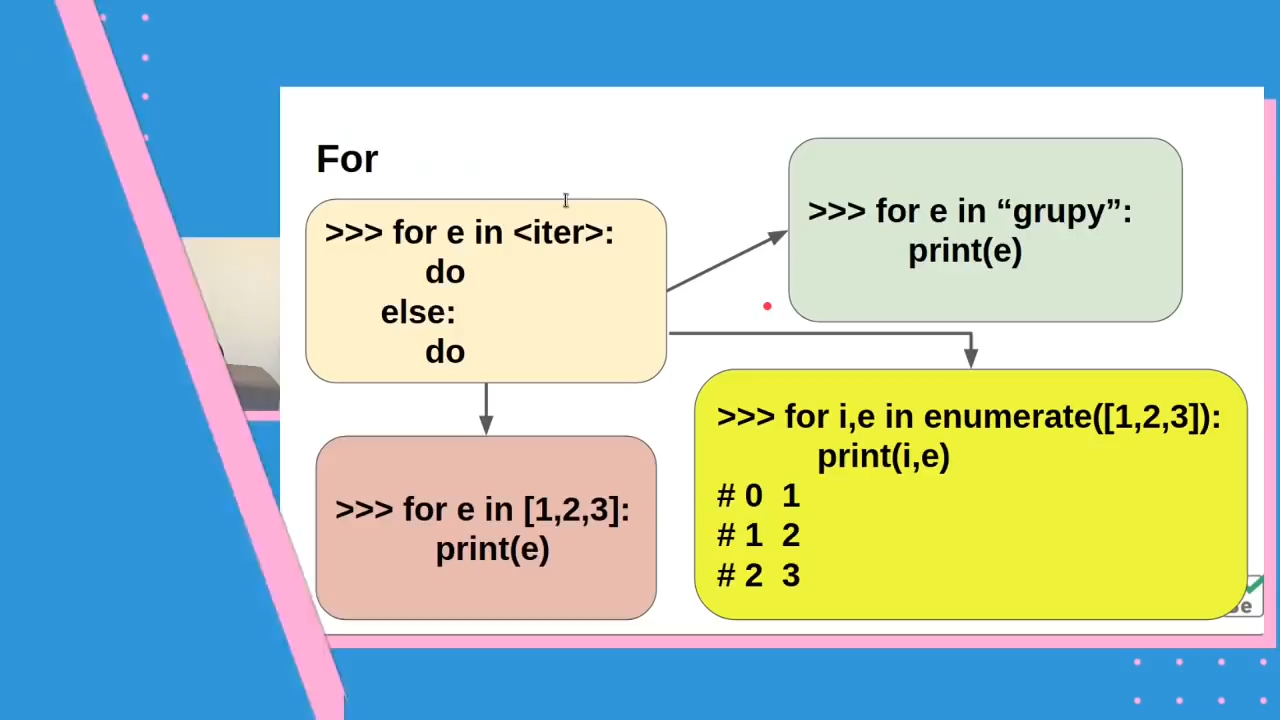 For
>>> for e in <iter>:
do
else:
do
>>> for e in “grupy”:
print(e)
>>> for e in [1,2,3]:
print(e)
>>> for i,e in enumerate([1,2,3]):
print(i,e)
# 0 1
# 1 2
# 2 3